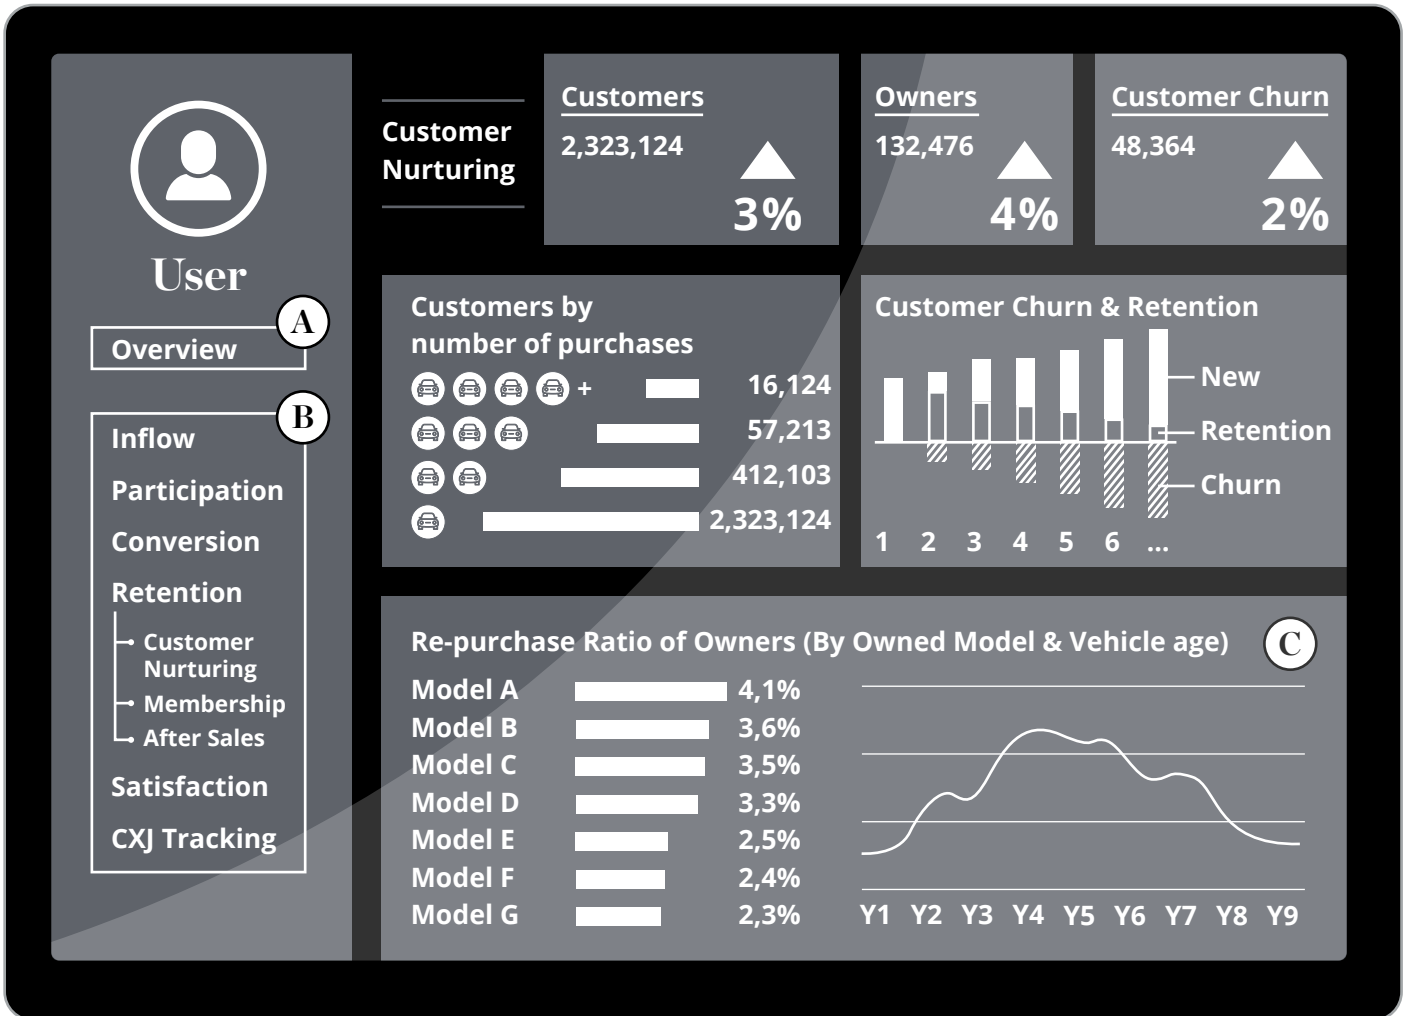 User
A
Overview
B
Inflow
Participation
Conversion
Retention
Customer
Nurturing
Membership
After Sales
Satisfaction
CXJ Tracking
Customer
Nurturing
Customers
2,323,124
3%
Owners
132,476
4%
Customer Churn
48,364
2%
Customers by
number of purchases
+ 16,124
57,213
412,103
2,323,124
Customer Churn & Retention
New
Retention
Churn
1 2 3 4 5 6 ...
Re-purchase Ratio of Owners (By Owned Model & Vehicle age)
C
Model A 4,1%
Model B 3,6%
Model C 3,5%
Model D 3,3%
Model E 2,5%
Model F 2,4%
Model G 2,3%
Y1 Y2 Y3 Y4 Y5 Y6 Y7 Y8 Y9